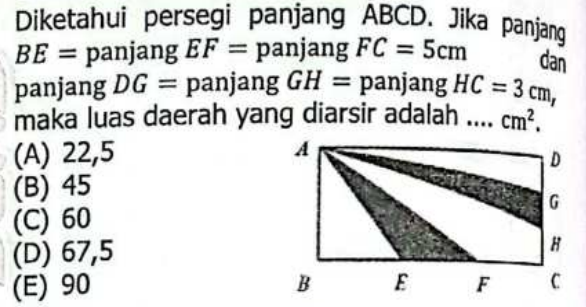 Diketahui persegi panjang ABCD. Jika panjang
BE = panjang EF = panjang FC = 5cm dan
panjang DG = panjang GH = panjang HC = 3 cm,
maka luas daerah yang diarsir adalah .... cm².
(A) 22,5
(B) 45
(C) 60
(D) 67,5
(E) 90
A
D
G
H
B E F C